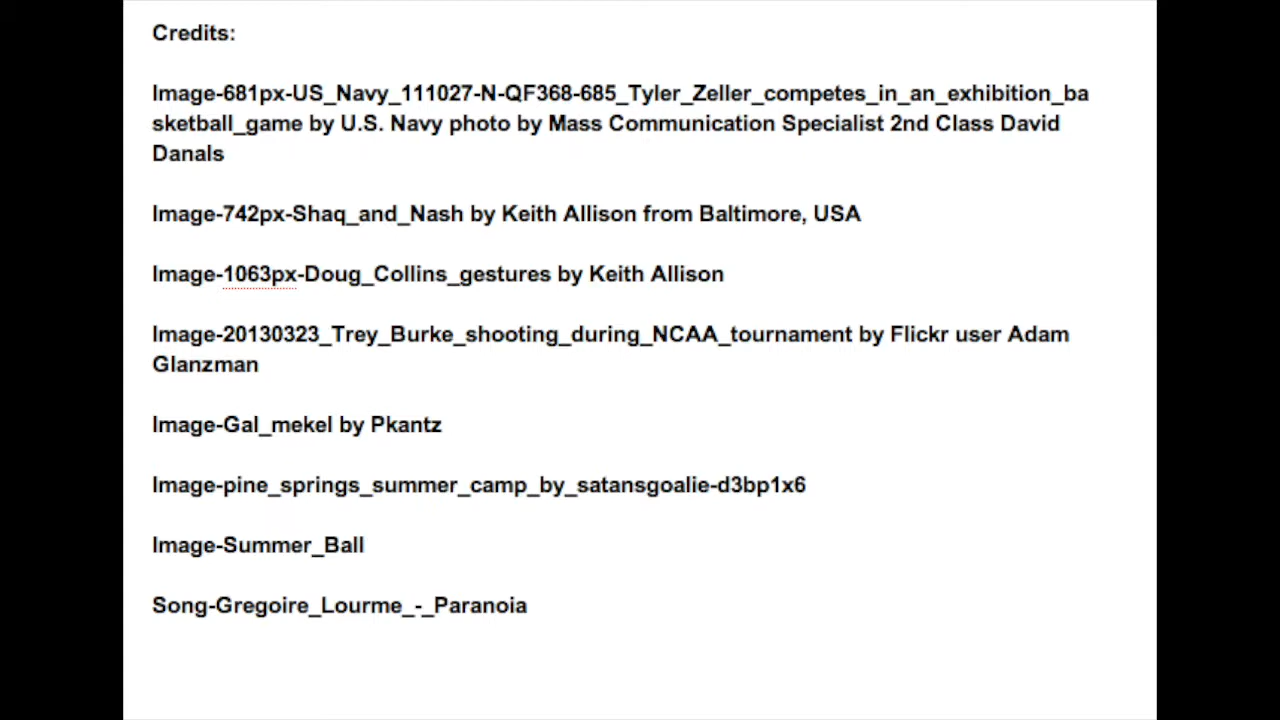 Credits:
Image-681px-US_Navy_111027-N-QF368-685_Tyler_Zeller_competes_in_an_exhibition_ba
sketball_game by U.S. Navy photo by Mass Communication Specialist 2nd Class David
Danals
Image-742px-Shaq_and_Nash by Keith Allison from Baltimore, USA
Image-1063px-Doug_Collins_gestures by Keith Allison
Image-20130323_Trey_Burke_shooting_during_NCAA_tournament by Flickr user Adam
Glanzman
Image-Gal_mekel by Pkantz
Image-pine_springs_summer_camp_by_satansgoalie-d3bp1x6
Image-Summer_Ball
Song-Gregoire_Lourme_-_Paranoia